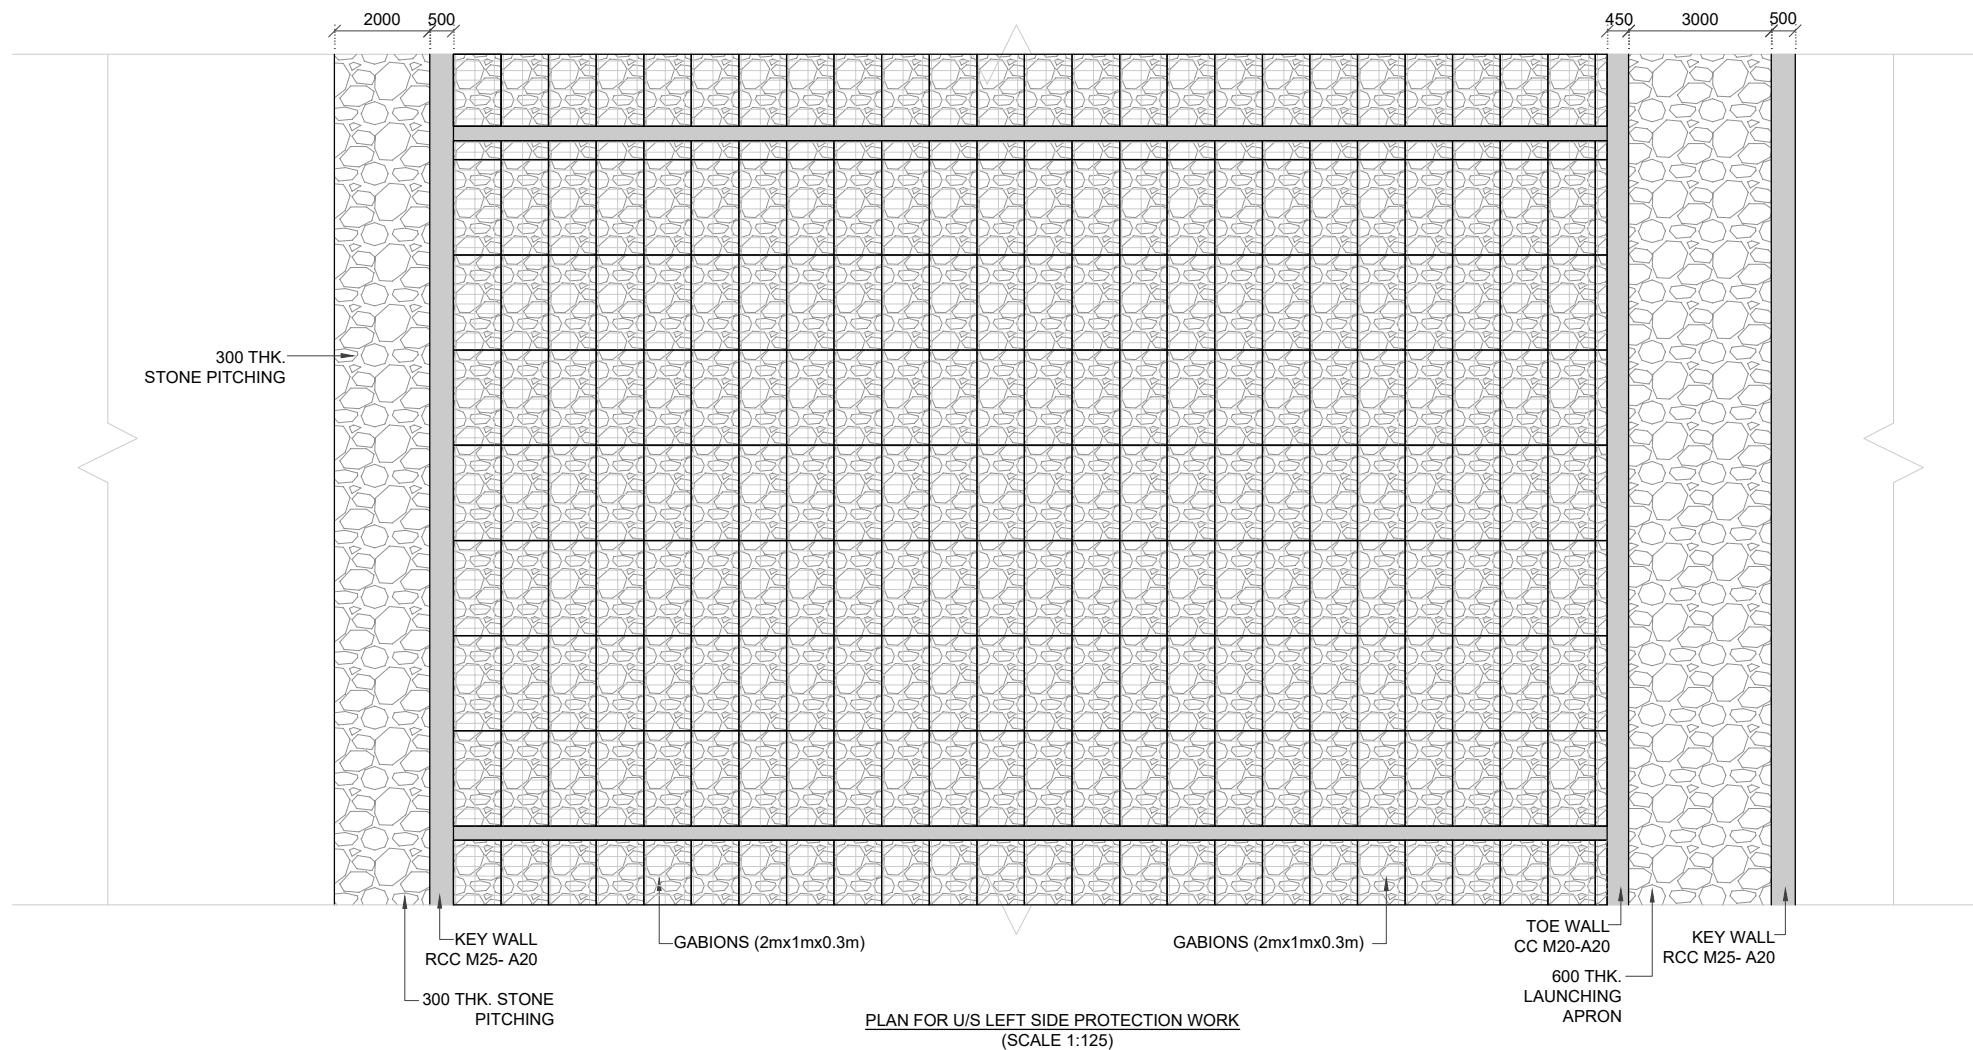 2000
500
450
3000
500
300 THK.
STONE PITCHING
KEY WALL
RCC M25- A20
300 THK. STONE
PITCHING
GABIONS (2mx1mx0.3m)
GABIONS (2mx1mx0.3m)
TOE WALL
CC M20-A20
KEY WALL
RCC M25- A20
600 THK.
LAUNCHING
APRON
PLAN FOR U/S LEFT SIDE PROTECTION WORK
(SCALE 1:125)